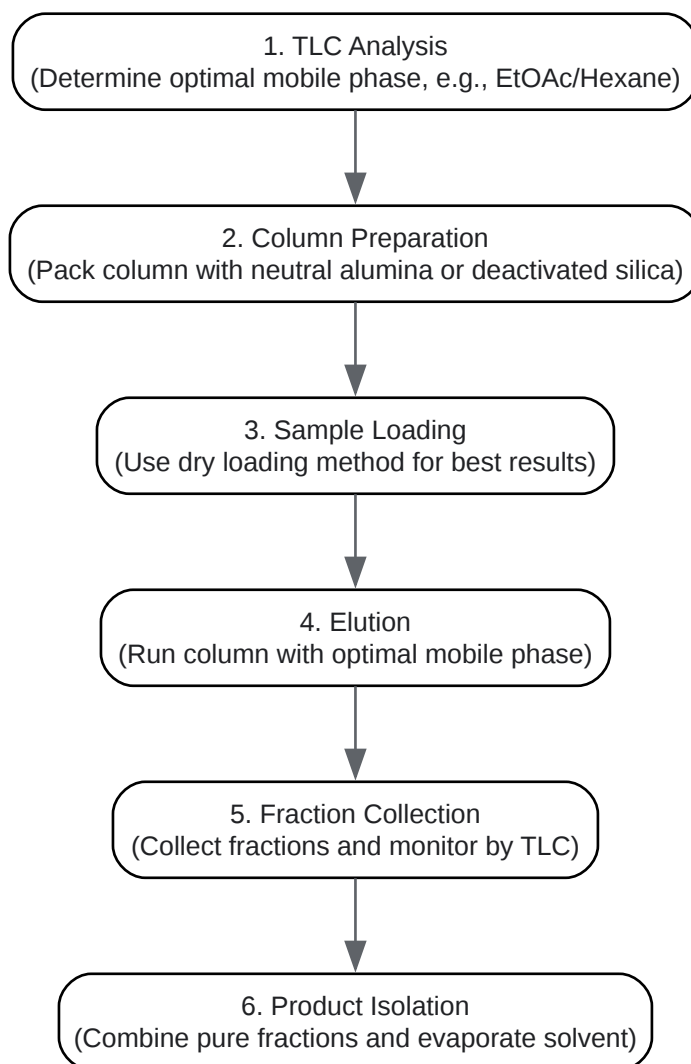 1. TLC Analysis
(Determine optimal mobile phase, e.g., EtOAc/Hexane)
2. Column Preparation
(Pack column with neutral alumina or deactivated silica)
3. Sample Loading
(Use dry loading method for best results)
4. Elution
(Run column with optimal mobile phase)
5. Fraction Collection
(Collect fractions and monitor by TLC)
6. Product Isolation
(Combine pure fractions and evaporate solvent)